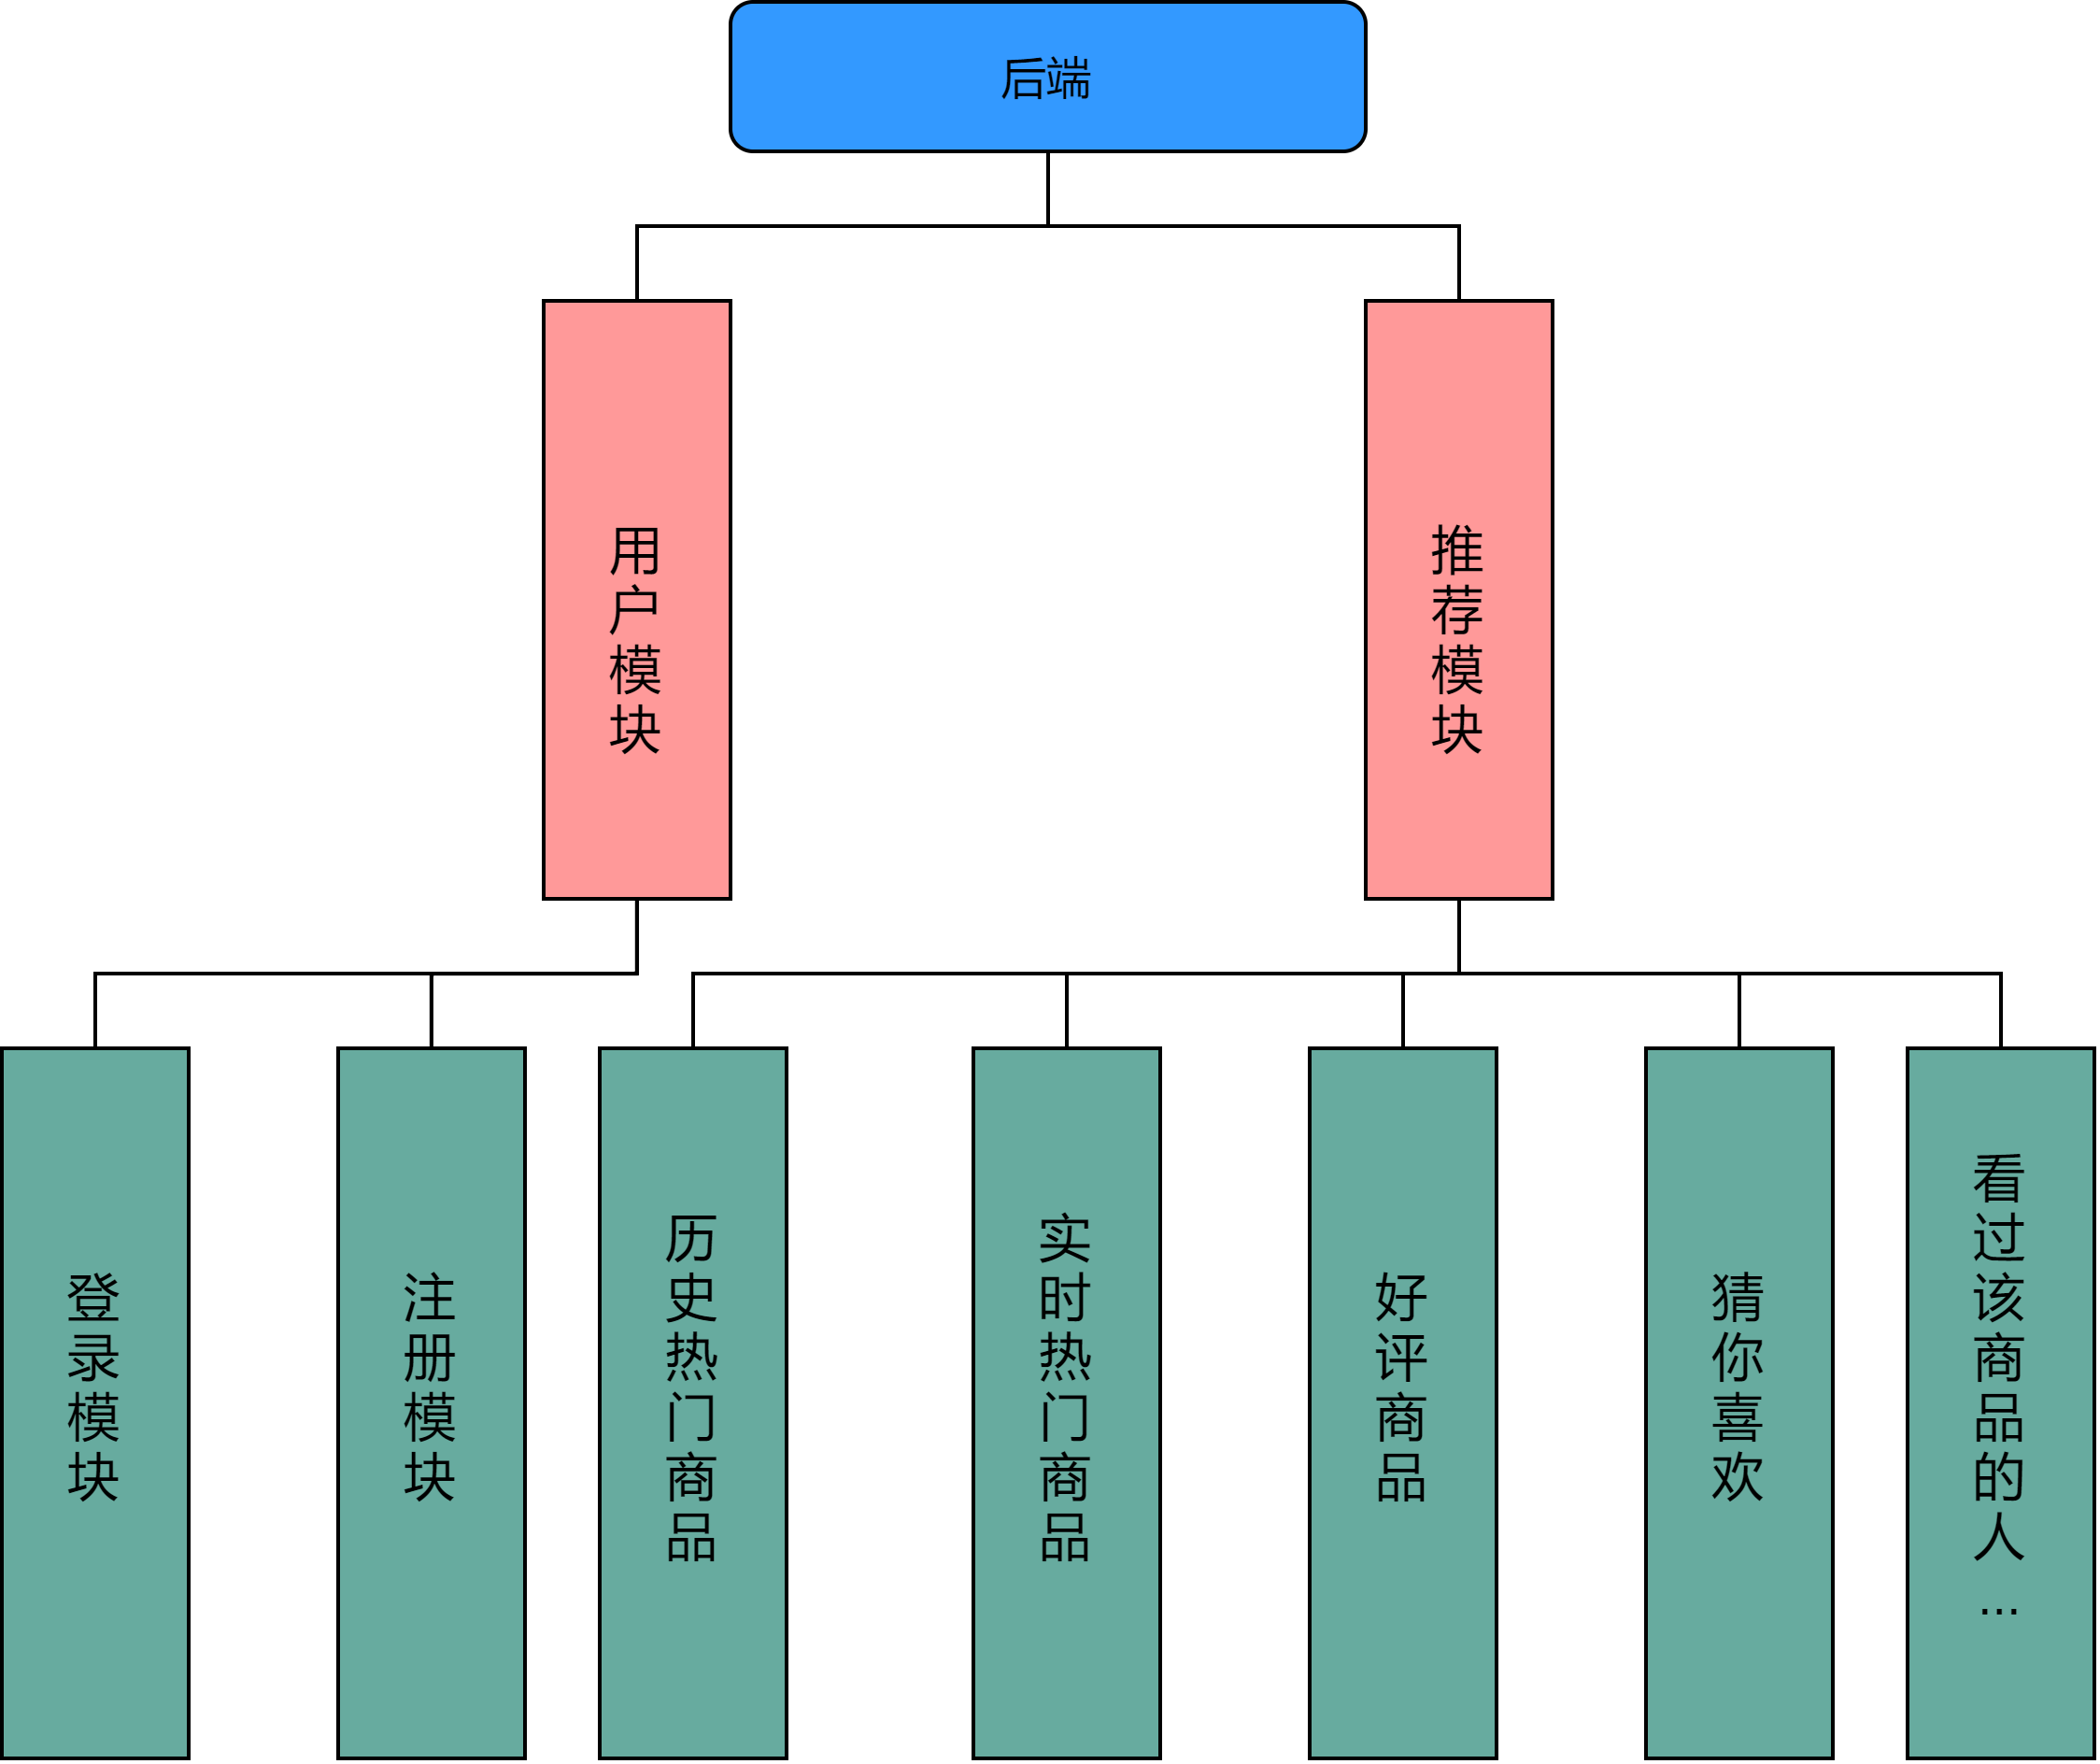 后端
用户模块
推荐模块
登录模块
注册模块
历史热门商品
实时热门商品
好评商品
猜你喜欢
看过该商品的人...